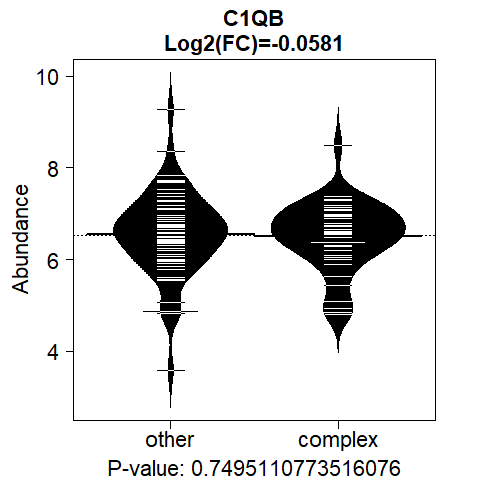 C1QB
Log2(FC)=-0.0581
Abundance
10
8
6
4
other
complex
P-value: 0.7495110773516076